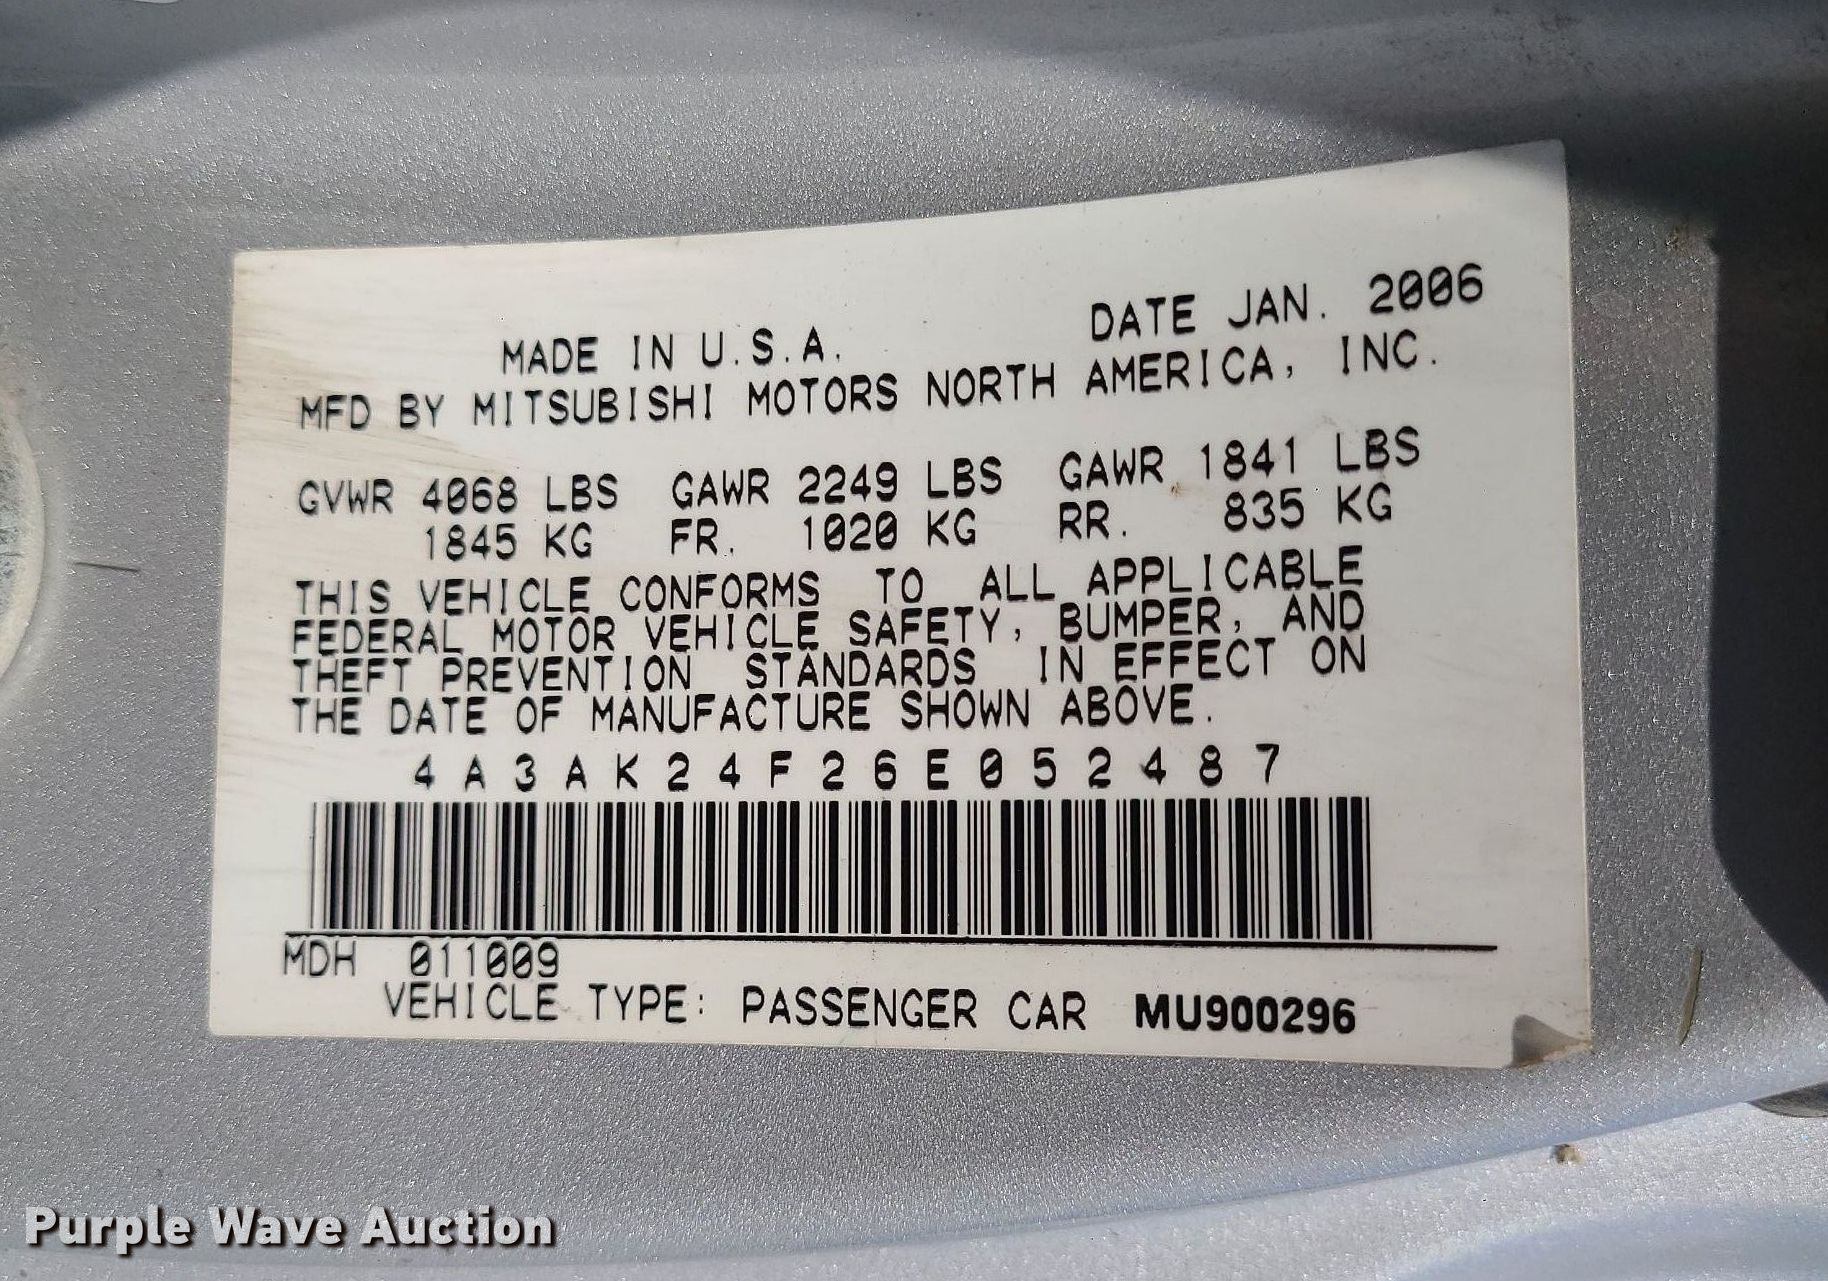 DATE JAN. 2006
MADE IN U.S.A.
MFD BY MITSUBISHI MOTORS NORTH AMERICA, INC.
GVWR 4068 LBS GAWR 2249 LBS GAWR 1841 LBS
1845 KG FR. 1020 KG RR. 835 KG
THIS VEHICLE CONFORMS TO ALL APPLICABLE
FEDERAL MOTOR VEHICLE SAFETY, BUMPER, AND
THEFT PREVENTION STANDARDS IN EFFECT ON
THE DATE OF MANUFACTURE SHOWN ABOVE.
4A3AK24F26E052487
MDH 011009
VEHICLE TYPE: PASSENGER CAR MU900296
Purple Wave Auction